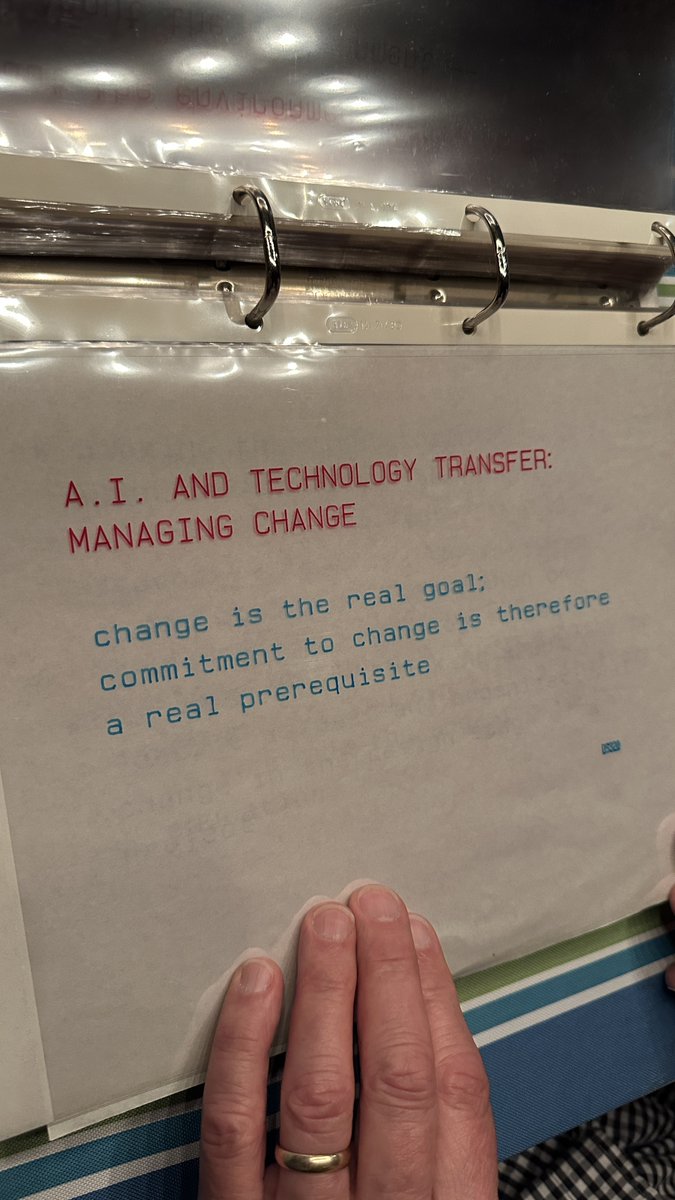 A.I. AND TECHNOLOGY TRANSFER:
MANAGING CHANGE
change is the real goal;
commitment to change is therefore
a real prerequisite